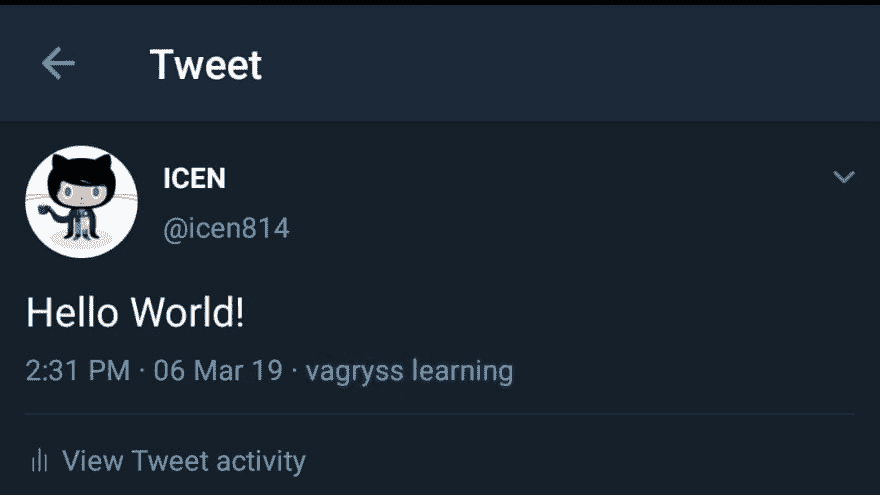 Tweet
ICEN
@icen814
Hello World!
2:31 PM · 06 Mar 19 · vagryss learning
View Tweet activity